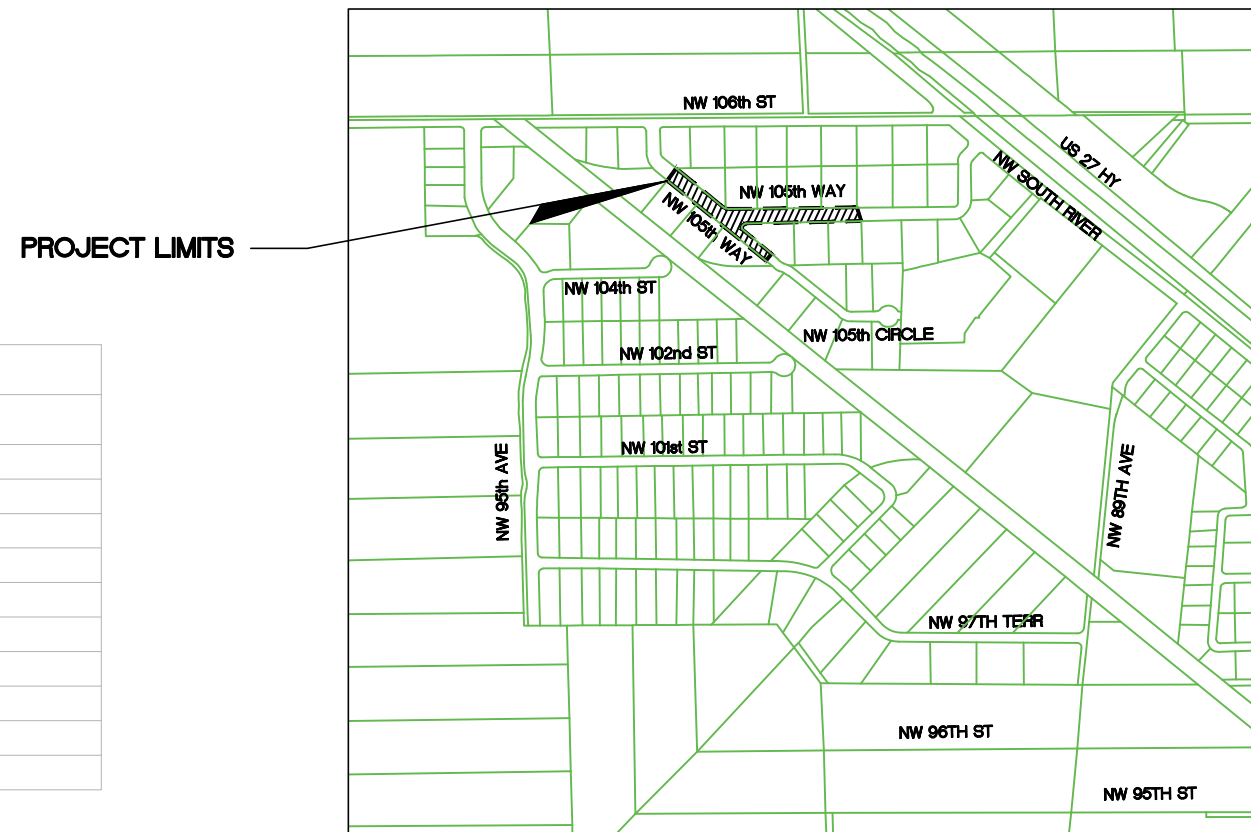 NW 106th ST
US 27 HY
NW SOUTH RIVER
NW 105th WAY
NW 105th WAY
PROJECT LIMITS
NW 104th ST
NW 105th CIRCLE
NW 102nd ST
NW 101st ST
NW 95th AVE
NW 89TH AVE
NW 97TH TERR
NW 96TH ST
NW 95TH ST